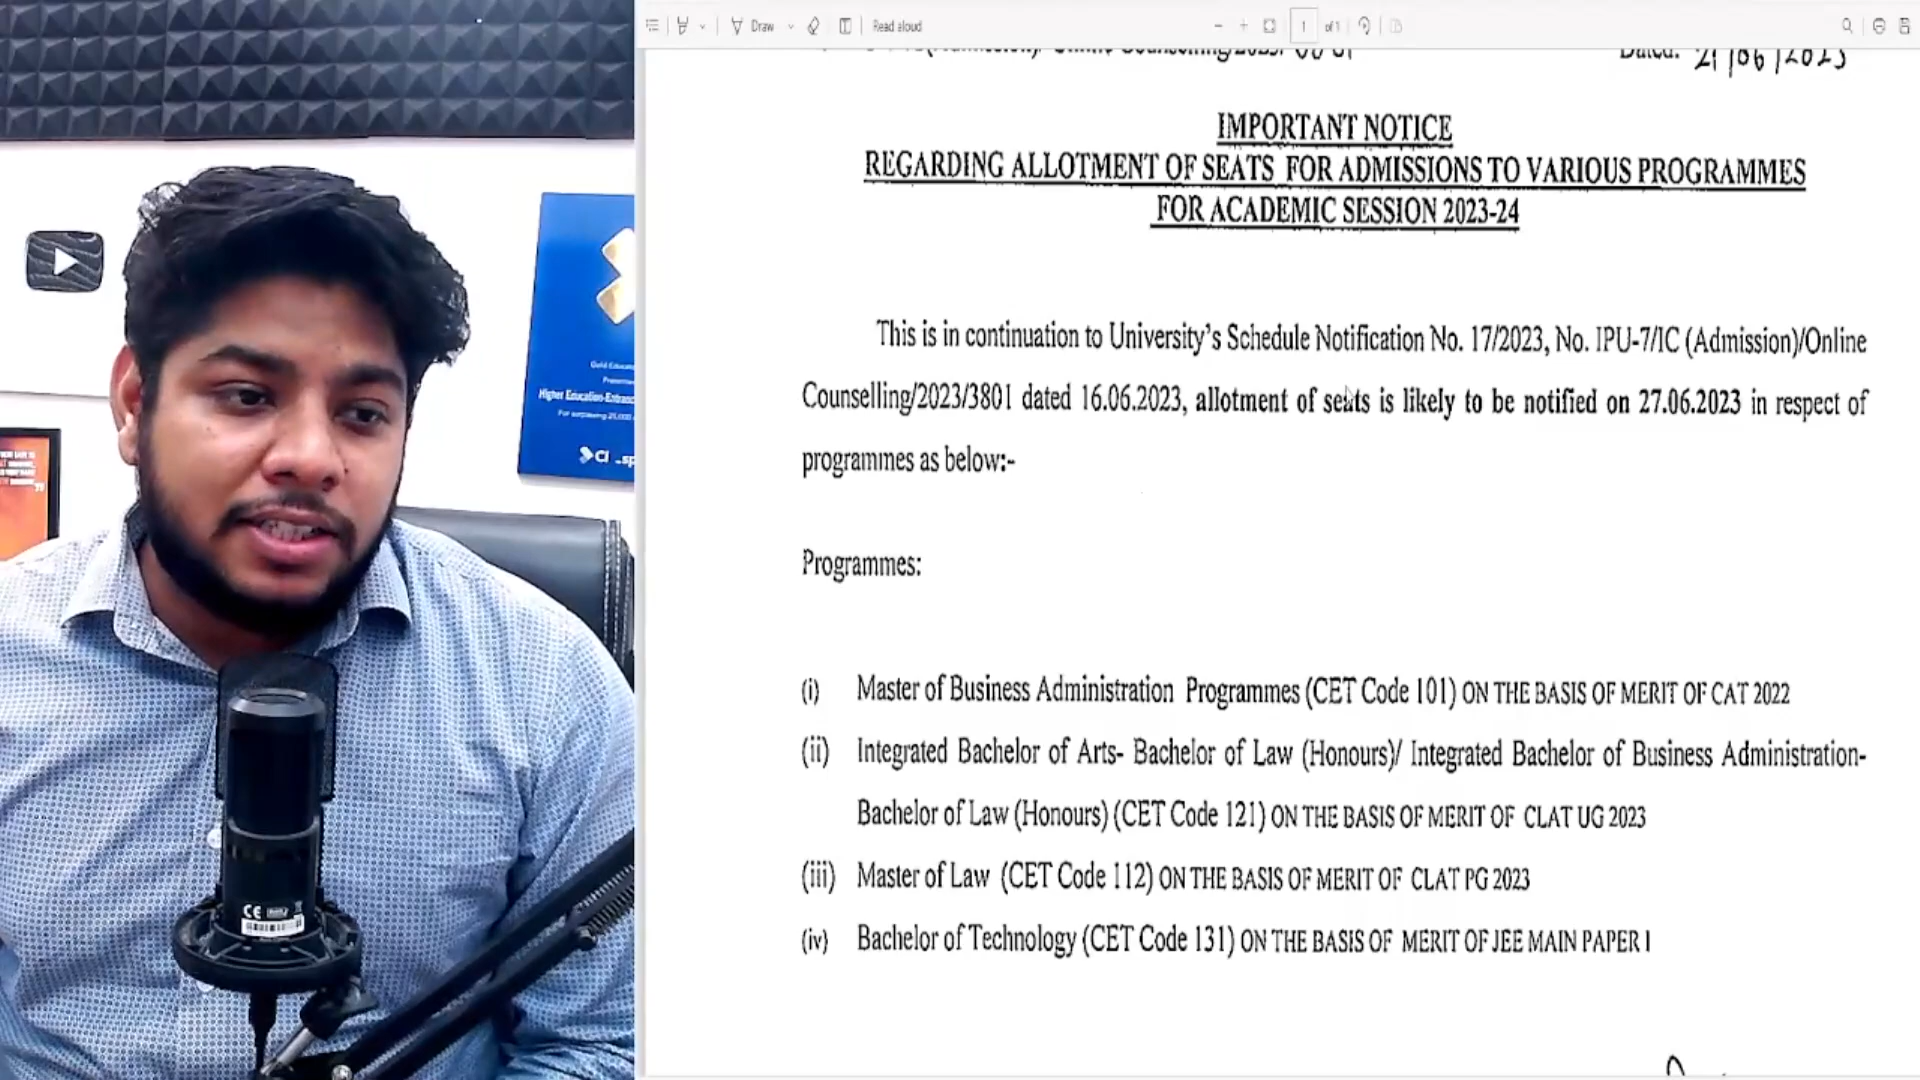 Draw
Read aloud
1
of 1
Dated: 21/06/2023
IMPORTANT NOTICE
REGARDING ALLOTMENT OF SEATS FOR ADMISSIONS TO VARIOUS PROGRAMMES
FOR ACADEMIC SESSION 2023-24
This is in continuation to University's Schedule Notification No. 17/2023, No. IPU-7/IC (Admission)/Online
Counselling/2023/3801 dated 16.06.2023, allotment of seats is likely to be notified on 27.06.2023 in respect of
programmes as below:-
Programmes:
(i) Master of Business Administration Programmes (CET Code 101) ON THE BASIS OF MERIT OF CAT 2022
(ii) Integrated Bachelor of Arts- Bachelor of Law (Honours)/ Integrated Bachelor of Business Administration-
Bachelor of Law (Honours) (CET Code 121) ON THE BASIS OF MERIT OF CLAT UG 2023
(iii) Master of Law (CET Code 112) ON THE BASIS OF MERIT OF CLAT PG 2023
(iv) Bachelor of Technology (CET Code 131) ON THE BASIS OF MERIT OF JEE MAIN PAPER I
Higher Education
CE